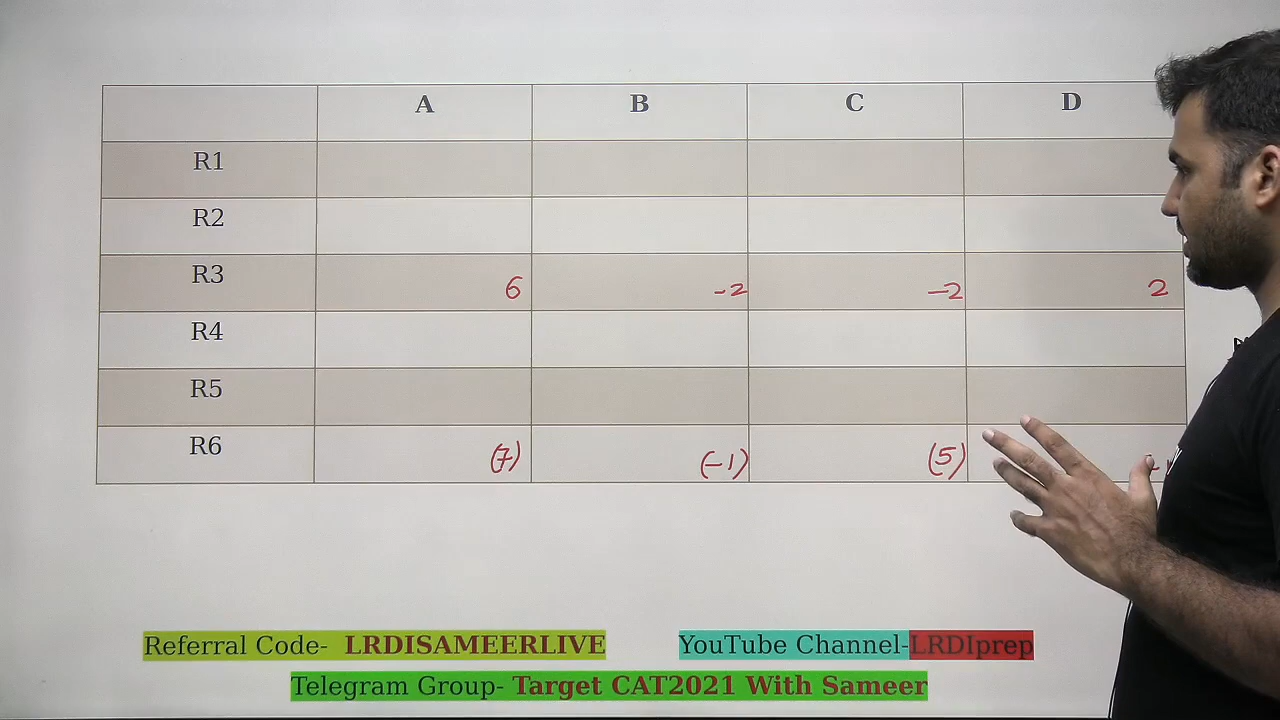 A B C D
R1
R2
R3 6 -2 -2 2
R4
R5
R6 (7) (-1) (5)
Referral Code- LRDISAMEERLIVE YouTube Channel-LRDIprep
Telegram Group- Target CAT2021 With Sameer